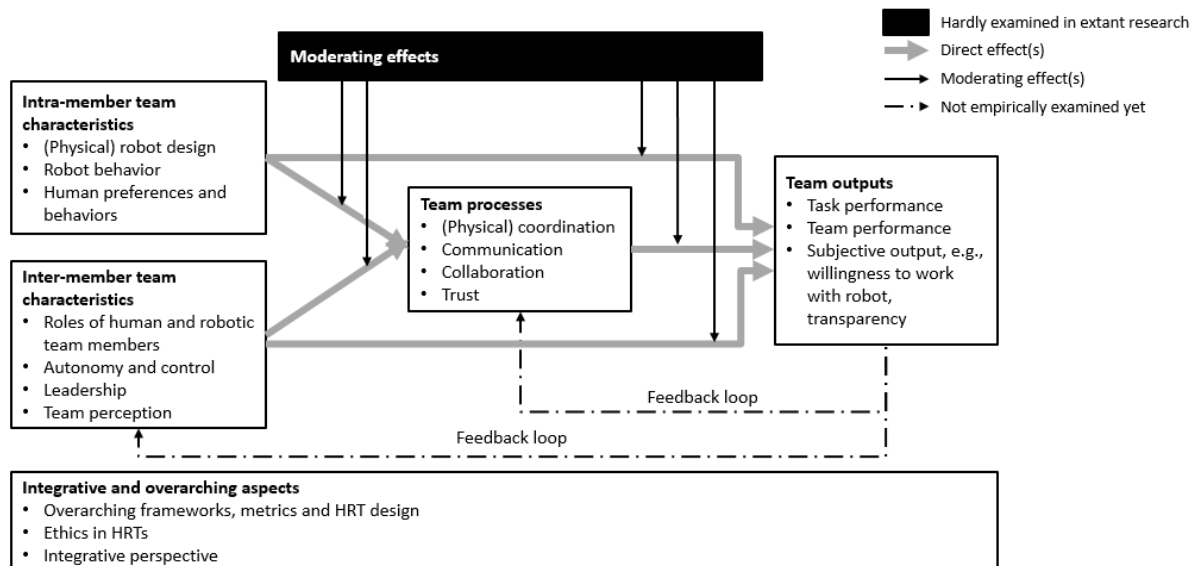 Hardly examined in extant research
Direct effect(s)
Moderating effect(s)
Not empirically examined yet
Moderating effects
Intra-member team
characteristics
• (Physical) robot design
• Robot behavior
• Human preferences and
behaviors
Inter-member team
characteristics
• Roles of human and robotic
team members
• Autonomy and control
• Leadership
• Team perception
Team processes
• (Physical) coordination
• Communication
• Collaboration
• Trust
Team outputs
• Task performance
• Team performance
• Subjective output, e.g.,
willingness to work
with robot,
transparency
Feedback loop
Feedback loop
Integrative and overarching aspects
• Overarching frameworks, metrics and HRT design
• Ethics in HRTs
• Integrative perspective